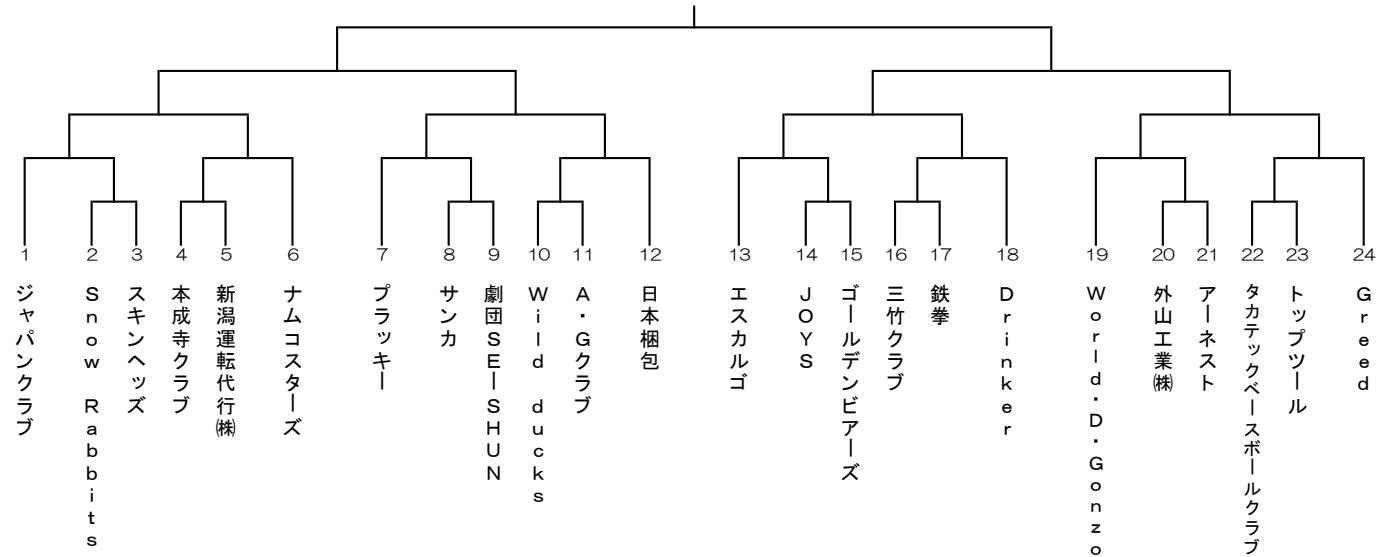 1 ジャパンクラブ
2 Snow Rabbits
3 スキンヘッズ
4 本成寺クラブ
5 新潟運転代行㈱
6 ナムコスターズ
7 プラッキー
8 サンカ
9 劇団SEーSHUN
10 Wild ducks
11 A・Gクラブ
12 日本梱包
13 エスカルゴ
14 JOYS
15 ゴールデンビアーズ
16 三竹クラブ
17 鉄拳
18 Drinker
19 World・D・Gonzo
20 外山工業㈱
21 アーネスト
22 タカテックベースボールクラブ
23 トップツール
24 Greed